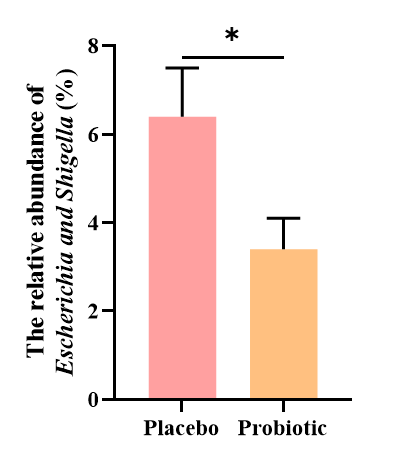 *
The relative abundance of
Escherichia and Shigella (%)
8
6
4
2
0
Placebo Probiotic